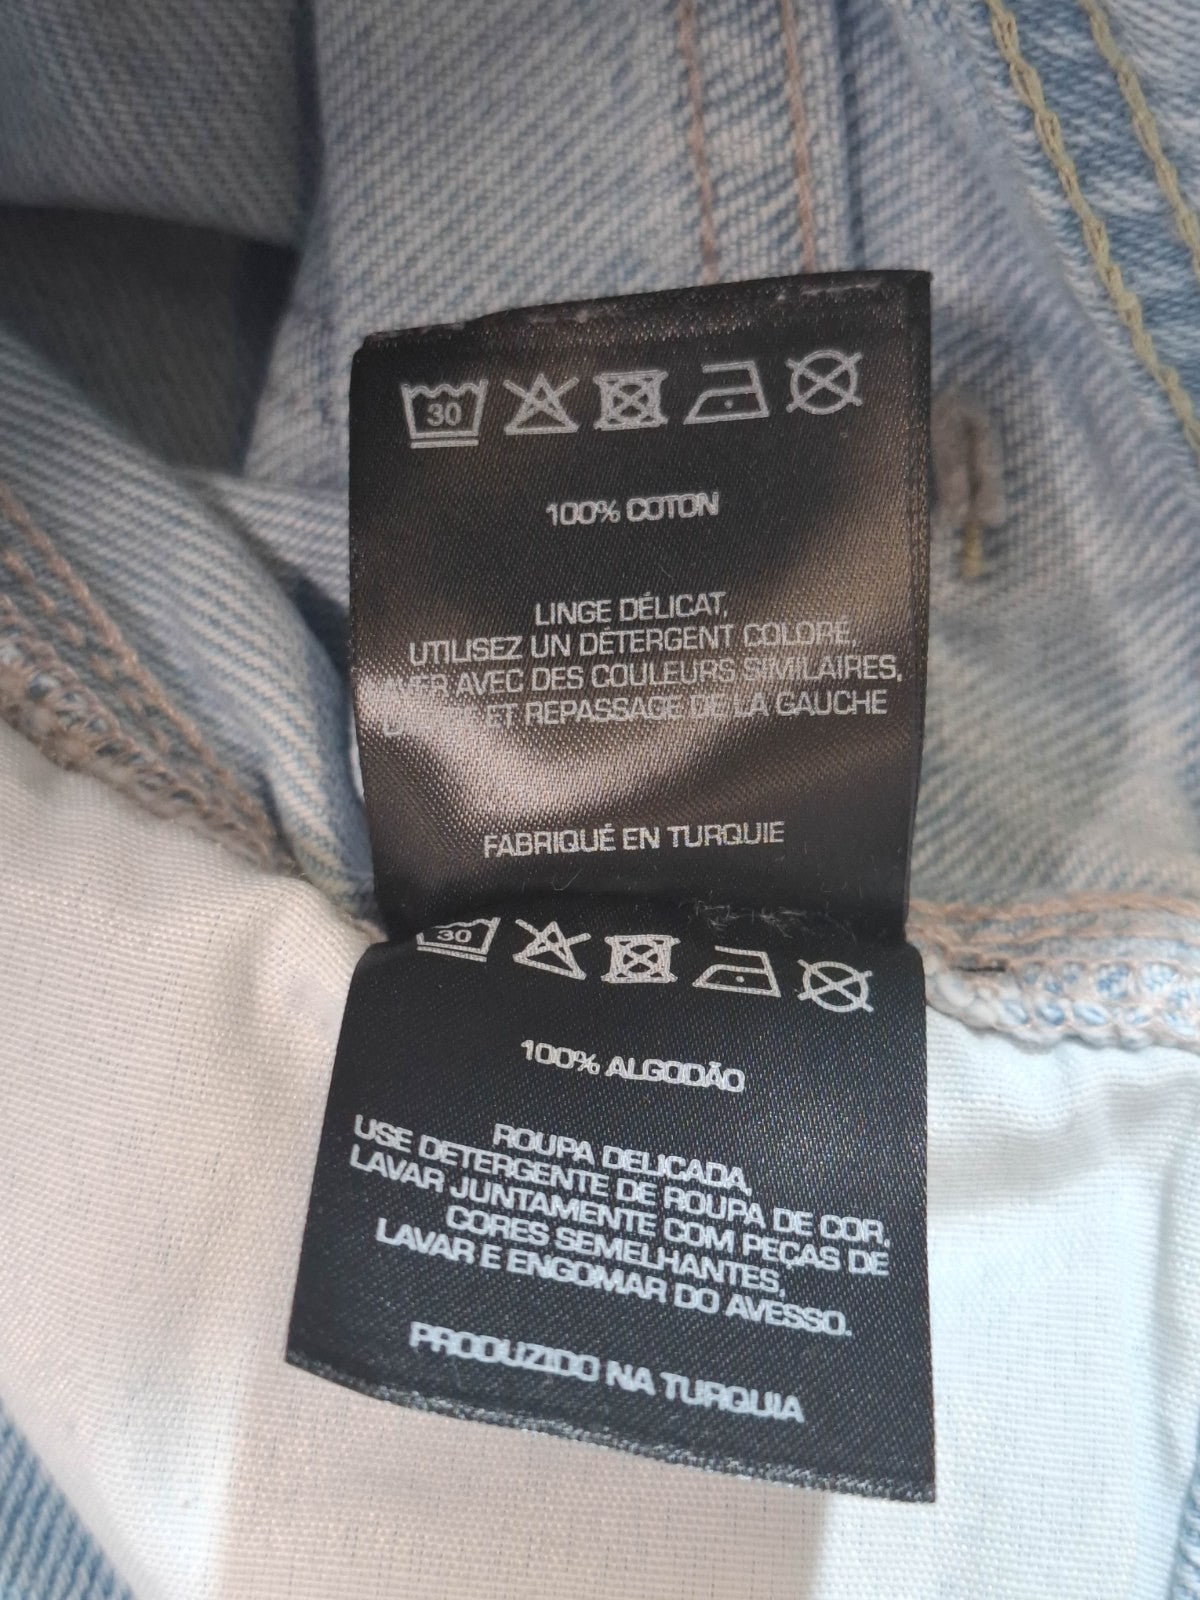 30
100% COTON
LINGE DÉLICAT,
UTILISEZ UN DÉTERGENT COLORÉ,
AVEC DES COULEURS SIMILAIRES,
ET REPASSAGE DE LA GAUCHE
FABRIQUÉ EN TURQUIE
30
100% ALGODÃO
ROUPA DELICADA,
USE DETERGENTE DE ROUPA DE COR,
LAVAR JUNTAMENTE COM PEÇAS DE
CORES SEMELHANTES,
LAVAR E ENGOMAR DO AVESSO.
PRODUZIDO NA TURQUIA